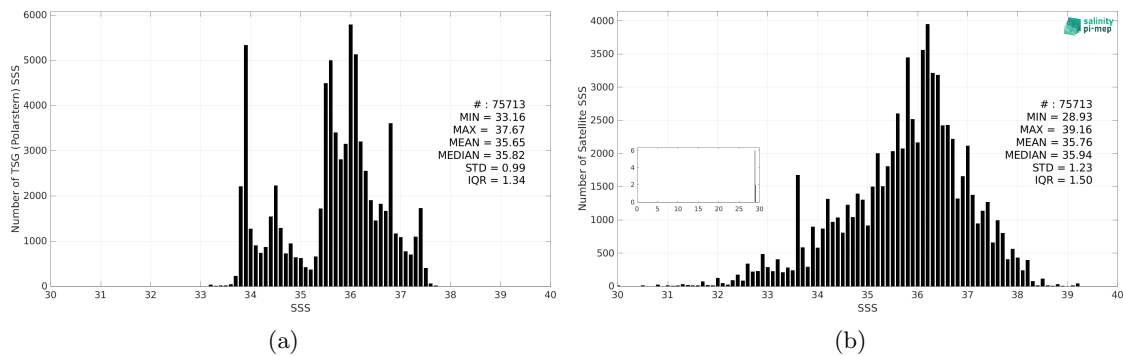 6000
5000
4000
3000
2000
1000
0
Number of TSG (Polarstern) SSS
# : 75713
MIN = 33.16
MAX = 37.67
MEAN = 35.65
MEDIAN = 35.82
STD = 0.99
IQR = 1.34
30 31 32 33 34 35 36 37 38 39 40
SSS
(a)
4000
3500
3000
2500
2000
1500
1000
500
0
Number of Satellite SSS
salinity
pi-mep
# : 75713
MIN = 28.93
MAX = 39.16
MEAN = 35.76
MEDIAN = 35.94
STD = 1.23
IQR = 1.50
6
4
2
0
0 5 10 15 20 25 30
30 31 32 33 34 35 36 37 38 39 40
SSS
(b)